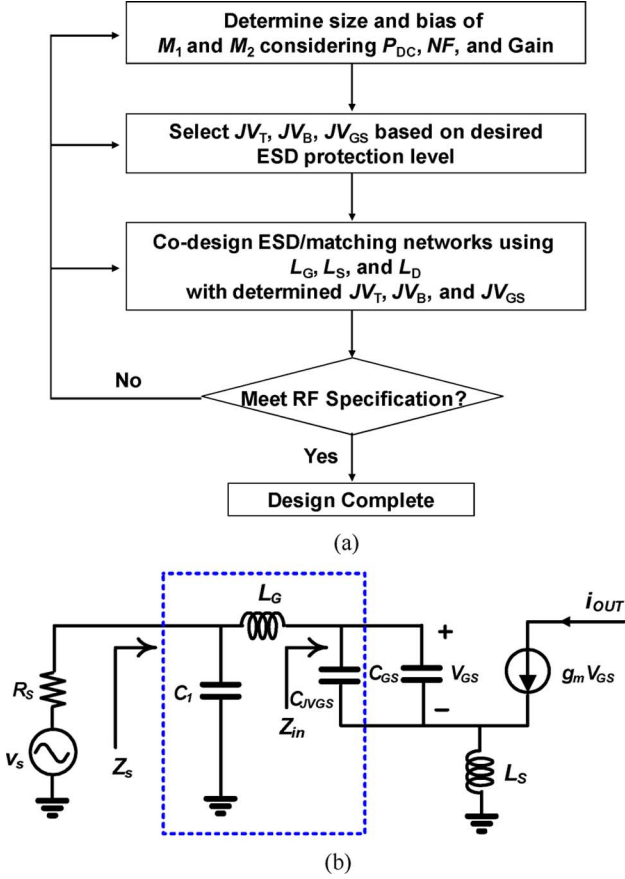 Determine size and bias of
M1 and M2 considering PDC, NF, and Gain
Select JVT, JVB, JVGS based on desired
ESD protection level
Co-design ESD/matching networks using
LG, LS, and LD
with determined JVT, JVB, and JVGS
No
Meet RF Specification?
Yes
Design Complete
(a)
LG
iOUT
+
RS
C1
CJVGS
CGS
VGS
gmVGS
–
vs
Zs
Zin
LS
(b)